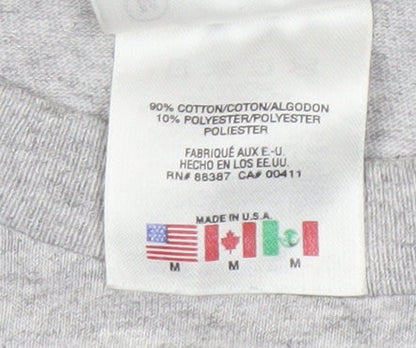 90% COTTON/COTON/ALGODON
10% POLYESTER/POLYESTER
POLIESTER
FABRIQUÉ AUX E.-U.
HECHO EN LOS EE.UU.
RN# 88387 CA# 00411
MADE IN U.S.A.
M M M